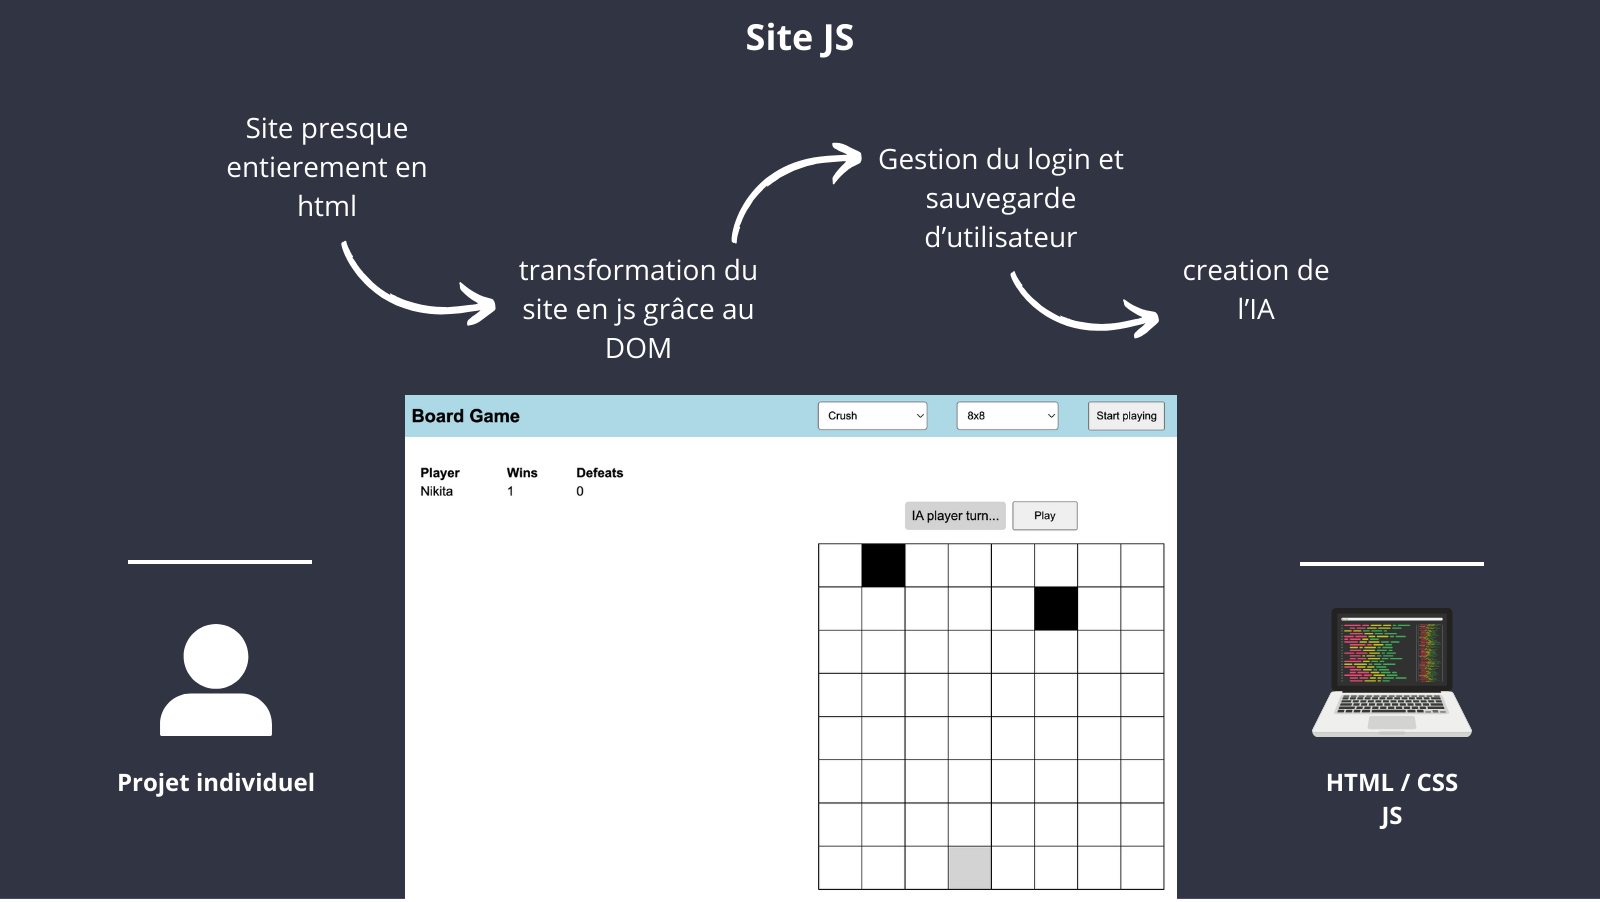 Site JS
Site presque
entierement en
html
transformation du
site en js grâce au
DOM
Gestion du login et
sauvegarde
d’utilisateur
creation de
l’IA
Board Game
Crush
8x8
Start playing
Player Wins Defeats
Nikita 1 0
IA player turn...
Play
Projet individuel
HTML / CSS
JS